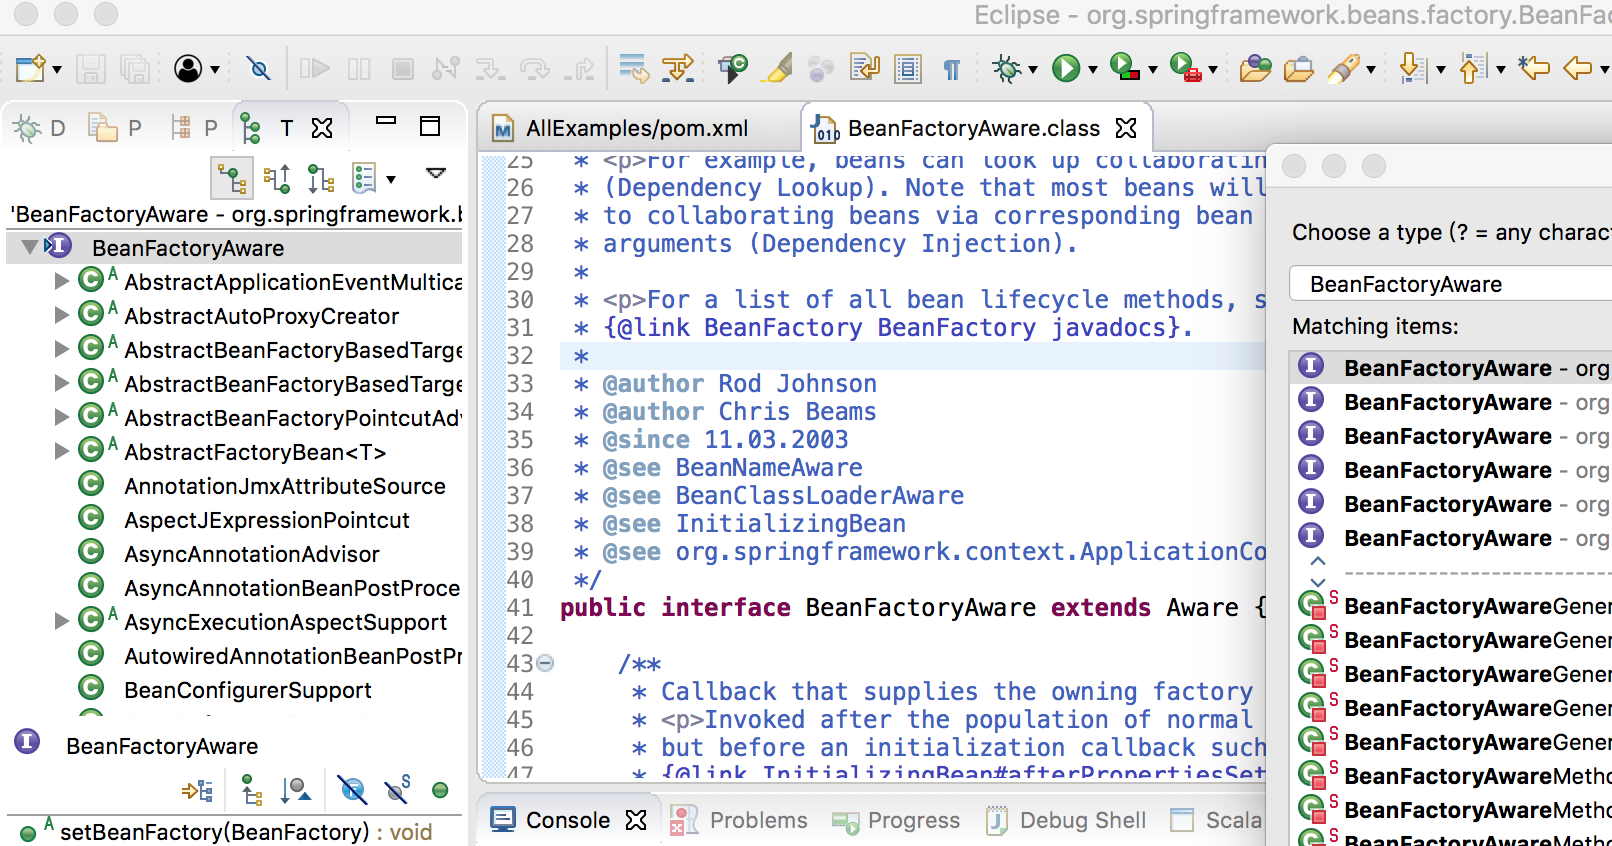 Eclipse - org.springframework.beans.factory.BeanFac
D
P
P
T
AllExamples/pom.xml
BeanFactoryAware.class
'BeanFactoryAware - org.springframework.b
BeanFactoryAware
AbstractApplicationEventMultica
AbstractAutoProxyCreator
AbstractBeanFactoryBasedTarge
AbstractBeanFactoryBasedTarge
AbstractBeanFactoryPointcutAdv
AbstractFactoryBean<T>
AnnotationJmxAttributeSource
AspectJExpressionPointcut
AsyncAnnotationAdvisor
AsyncAnnotationBeanPostProce
AsyncExecutionAspectSupport
AutowiredAnnotationBeanPostPr
BeanConfigurerSupport
BeanFactoryAware
setBeanFactory(BeanFactory) : void
25 * <p>For example, beans can look up collaboratin
26 * (Dependency Lookup). Note that most beans will
27 * to collaborating beans via corresponding bean
28 * arguments (Dependency Injection).
29 *
30 * <p>For a list of all bean lifecycle methods, s
31 * {@link BeanFactory BeanFactory javadocs}.
32 *
33 * @author Rod Johnson
34 * @author Chris Beams
35 * @since 11.03.2003
36 * @see BeanNameAware
37 * @see BeanClassLoaderAware
38 * @see InitializingBean
39 * @see org.springframework.context.ApplicationCo
40 */
41 public interface BeanFactoryAware extends Aware {
42
43 /**
44 * Callback that supplies the owning factory
45 * <p>Invoked after the population of normal
46 * but before an initialization callback such
47 * {@link InitializingBean#afterPropertiesSet
Console
Problems
Progress
Debug Shell
Scala
Choose a type (? = any charact
BeanFactoryAware
Matching items:
BeanFactoryAware - org
BeanFactoryAware - org
BeanFactoryAware - org
BeanFactoryAware - org
BeanFactoryAware - org
BeanFactoryAware - org
BeanFactoryAwareGener
BeanFactoryAwareGener
BeanFactoryAwareGener
BeanFactoryAwareGener
BeanFactoryAwareGener
BeanFactoryAwareMetho
BeanFactoryAwareMetho
BeanFactoryAwareMetho